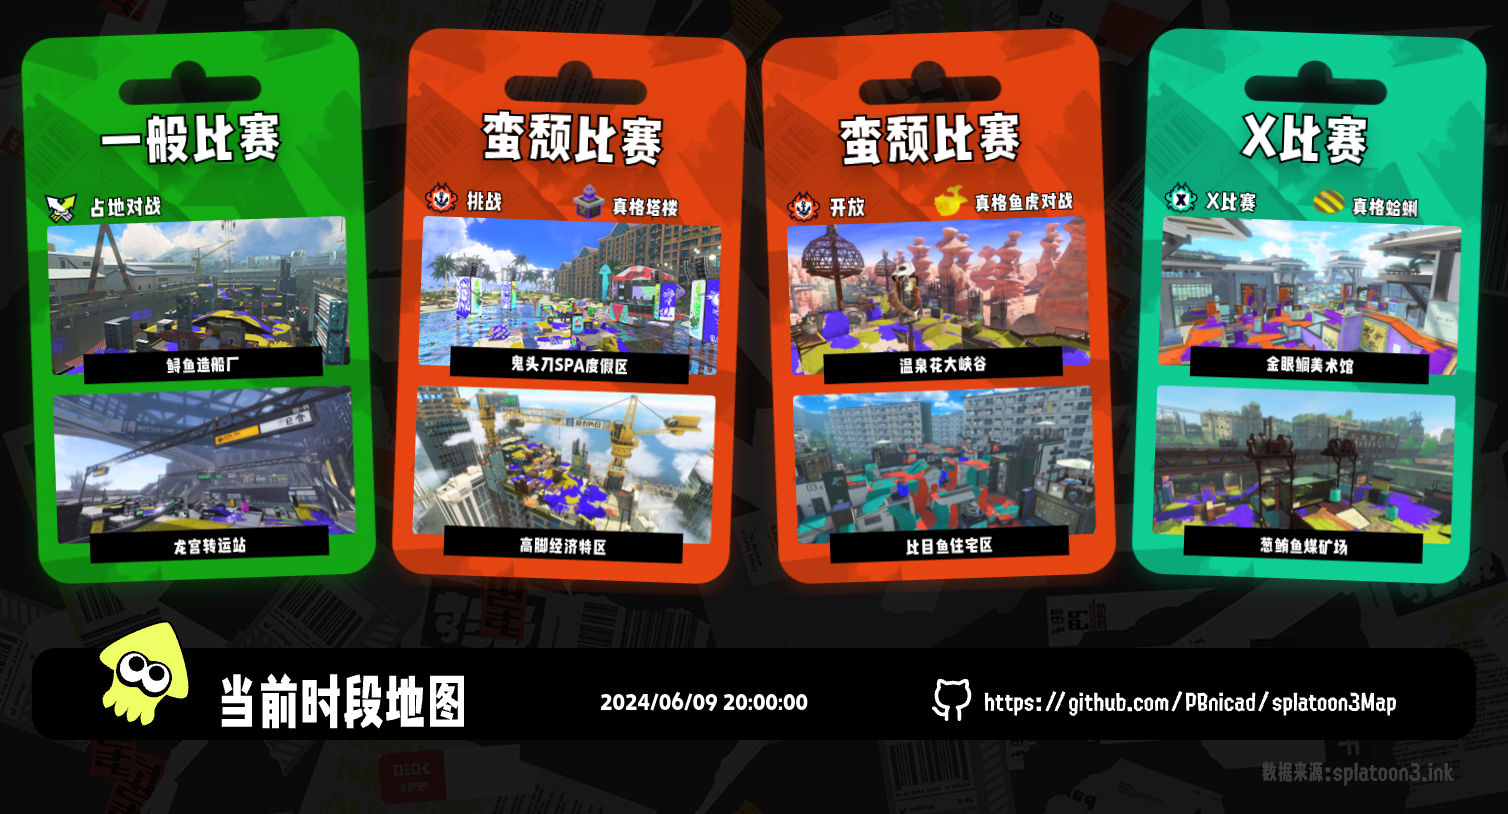 一般比赛
占地对战
鲟鱼造船厂
龙宫转运站
蛮颓比赛
挑战
真格塔楼
鬼头刀SPA度假区
高脚经济特区
蛮颓比赛
开放
真格鱼虎对战
温泉花大峡谷
比目鱼住宅区
X比赛
X比赛
真格蛤蜊
金眼鲷美术馆
葱鲔鱼煤矿场
当前时段地图
2024/06/09 20:00:00
https://github.com/PBnicad/splatoon3Map
数据来源:splatoon3.ink